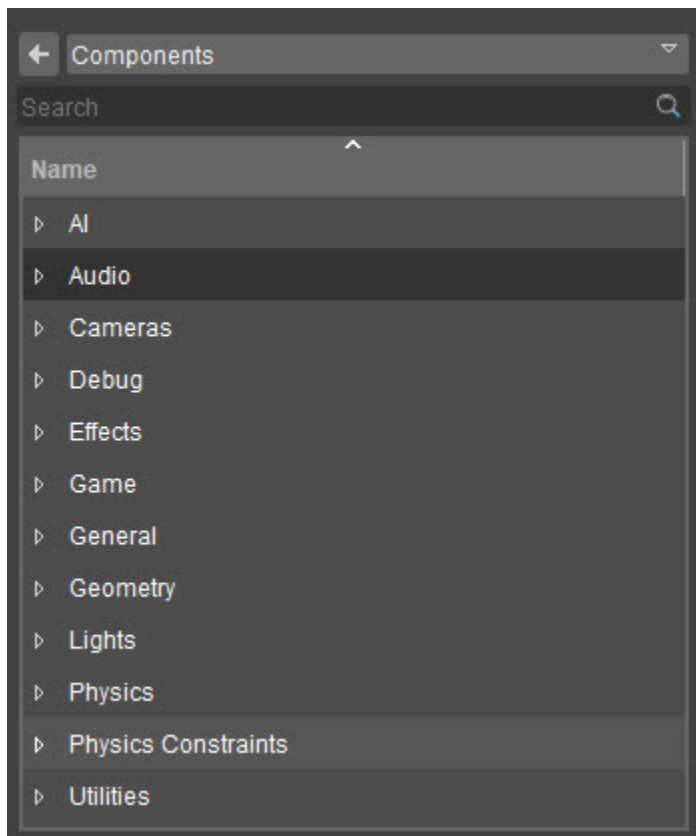 Components
Search
Name
AI
Audio
Cameras
Debug
Effects
Game
General
Geometry
Lights
Physics
Physics Constraints
Utilities